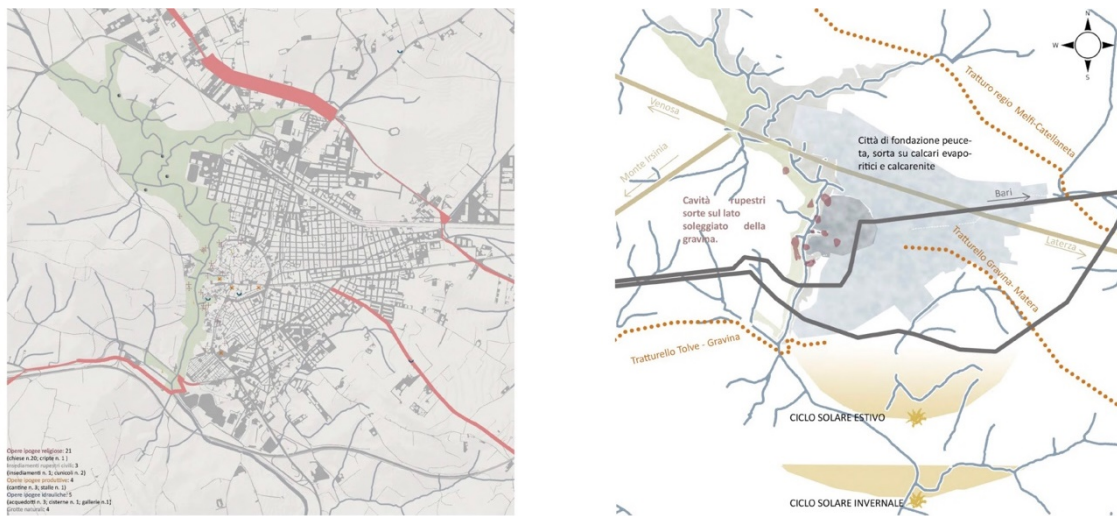 Opere ipogee religiose: 21
(chiese n.20; cripte n. 1 )
Insediamenti rupestri civili: 3
(insediamenti n. 1; cunicoli n. 2)
Opere ipogee produttive: 4
(cantine n. 3; stalle n. 1)
Opere ipogee idrauliche: 5
(acquedotti n. 3; cisterne n. 1; gallerie n.1)
Grotte naturali: 4
N
W
E
S
Tratturo regio Melfi-Castellaneta
Venosa
Città di fondazione peuce-
ta, sorta su calcari evapo-
ritici e calcarenite
Monte Irsinia
Bari
Cavità rupestri
sorte sul lato
soleggiato della
gravina.
Laterza
Tratturello Gravina- Matera
Tratturello Tolve - Gravina
CICLO SOLARE ESTIVO
CICLO SOLARE INVERNALE